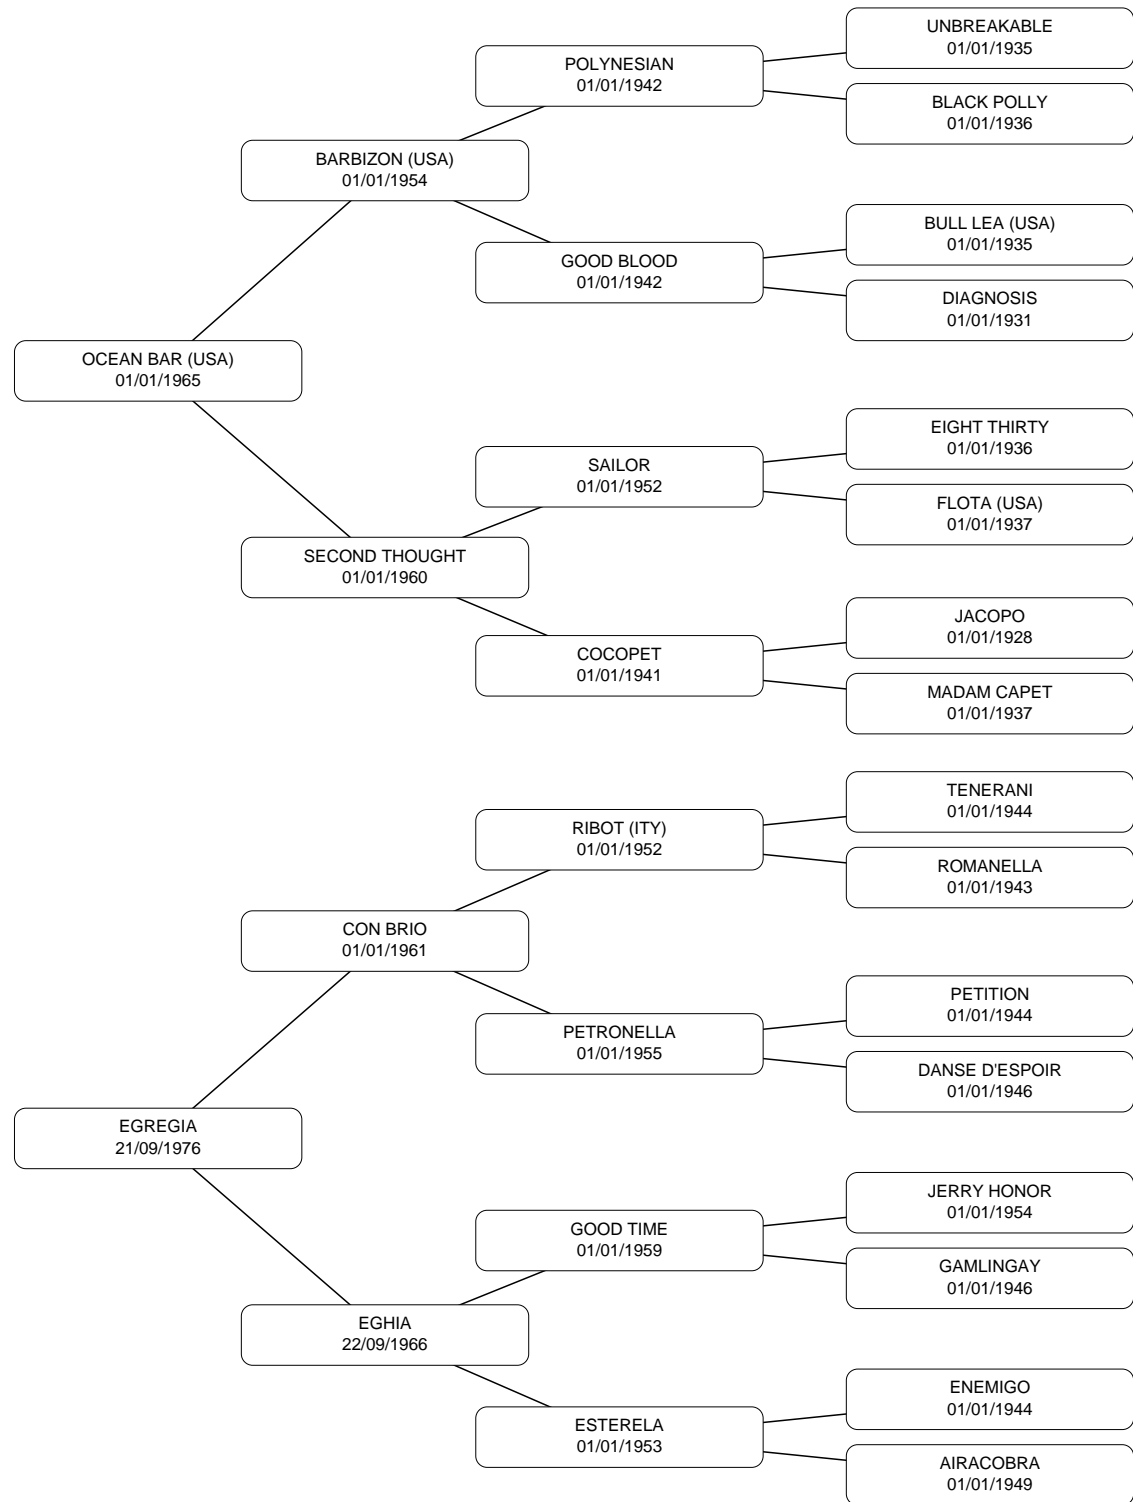 UNBREAKABLE
01/01/1935
POLYNESIAN
01/01/1942
BLACK POLLY
01/01/1936
BARBIZON (USA)
01/01/1954
BULL LEA (USA)
01/01/1935
GOOD BLOOD
01/01/1942
DIAGNOSIS
01/01/1931
OCEAN BAR (USA)
01/01/1965
EIGHT THIRTY
01/01/1936
SAILOR
01/01/1952
FLOTA (USA)
01/01/1937
SECOND THOUGHT
01/01/1960
JACOPO
01/01/1928
COCOPET
01/01/1941
MADAM CAPET
01/01/1937
TENERANI
01/01/1944
RIBOT (ITY)
01/01/1952
ROMANELLA
01/01/1943
CON BRIO
01/01/1961
PETITION
01/01/1944
PETRONELLA
01/01/1955
DANSE D'ESPOIR
01/01/1946
EGREGIA
21/09/1976
JERRY HONOR
01/01/1954
GOOD TIME
01/01/1959
GAMLINGAY
01/01/1946
EGHIA
22/09/1966
ENEMIGO
01/01/1944
ESTERELA
01/01/1953
AIRACOBRA
01/01/1949